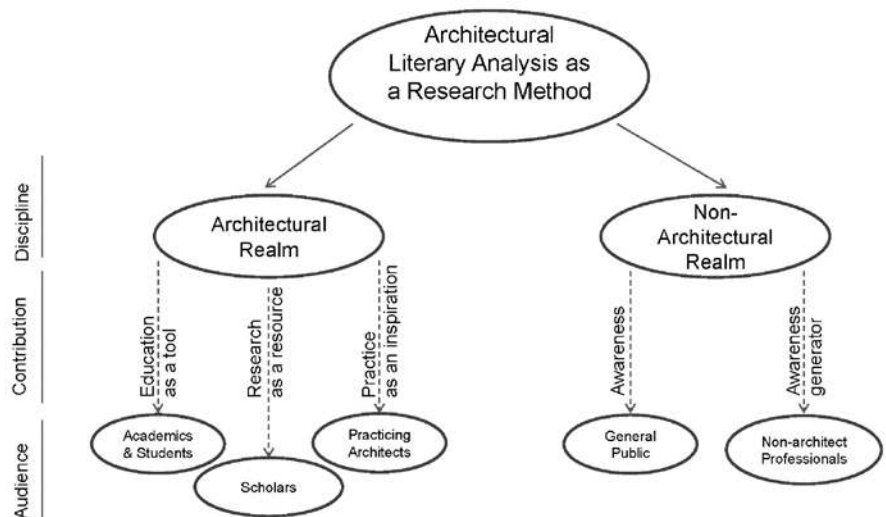 Architectural
Literary Analysis as
a Research Method
Discipline
Architectural
Realm
Non-
Architectural
Realm
Contribution
Education
as a tool
Research
as a resource
Practice
as an inspiration
Awareness
Awareness
generator
Audience
Academics
& Students
Scholars
Practicing
Architects
General
Public
Non-architect
Professionals